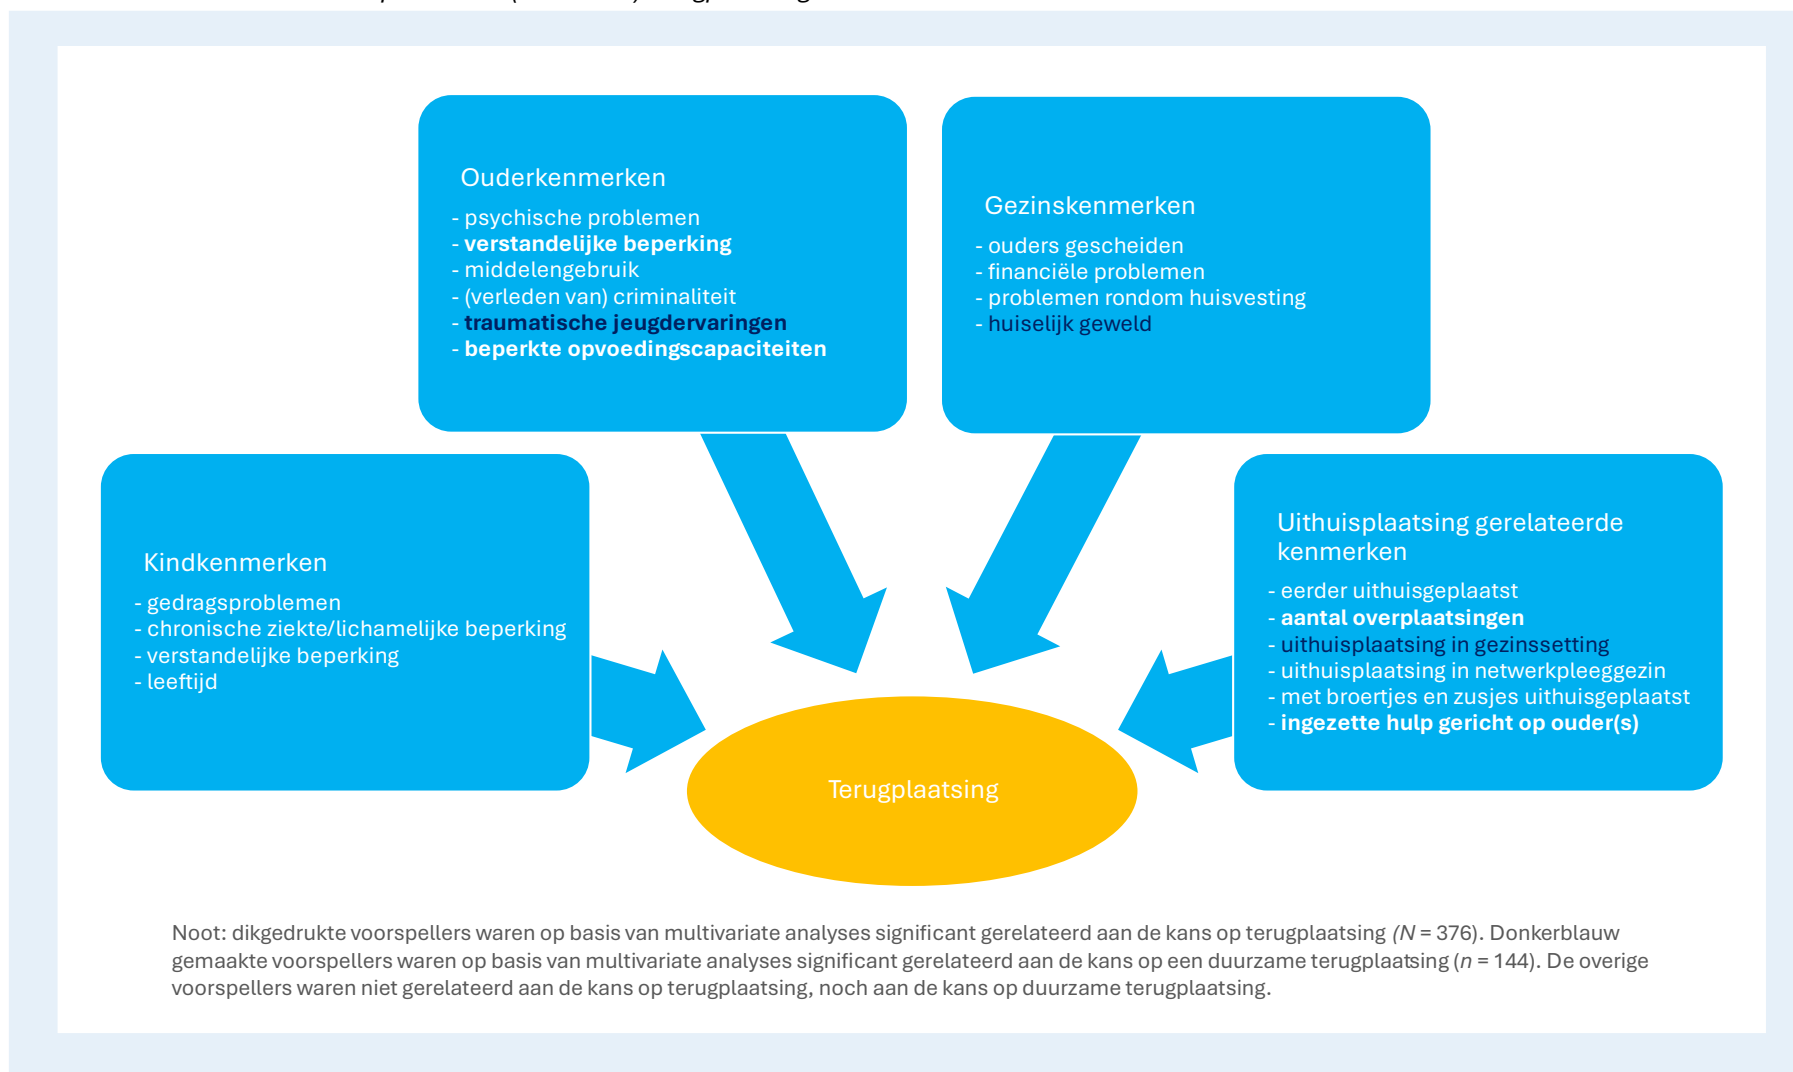 Ouderkenmerken
- psychische problemen
- verstandelijke beperking
- middelengebruik
- (verleden van) criminaliteit
- traumatische jeugdervaringen
- beperkte opvoedingscapaciteiten
Gezinskenmerken
- ouders gescheiden
- financiële problemen
- problemen rondom huisvesting
- huiselijk geweld
Kindkenmerken
- gedragsproblemen
- chronische ziekte/lichamelijke beperking
- verstandelijke beperking
- leeftijd
Uithuisplaatsing gerelateerde
kenmerken
- eerder uithuisgeplaatst
- aantal overplaatsingen
- uithuisplaatsing in gezinssetting
- uithuisplaatsing in netwerkpleeggezin
- met broertjes en zusjes uithuisgeplaatst
- ingezette hulp gericht op ouder(s)
Terugplaatsing
Noot: dikgedrukte voorspellers waren op basis van multivariate analyses significant gerelateerd aan de kans op terugplaatsing (N = 376). Donkerblauw
gemaakte voorspellers waren op basis van multivariate analyses significant gerelateerd aan de kans op een duurzame terugplaatsing (n = 144). De overige
voorspellers waren niet gerelateerd aan de kans op terugplaatsing, noch aan de kans op duurzame terugplaatsing.